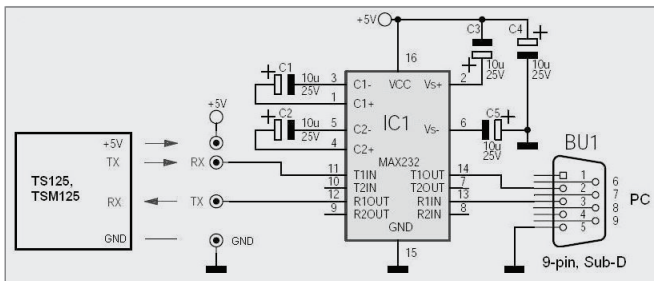 +5V
C3
C4
10u
25V
10u
25V
16
C1
10u
25V
3
1
C1-
C1+
VCC
Vs+
2
C2
10u
25V
5
4
C2-
C2+
IC1
Vs-
6
C5
10u
25V
MAX232
+5V
TS125,
TSM125
+5V
TX
RX
RX
TX
GND
GND
11
10
12
9
T1IN
T2IN
R1OUT
R2OUT
T1OUT
T2OUT
R1IN
R2IN
14
7
13
8
GND
15
BU1
1
6
2
7
3
8
4
9
5
PC
9-pin, Sub-D